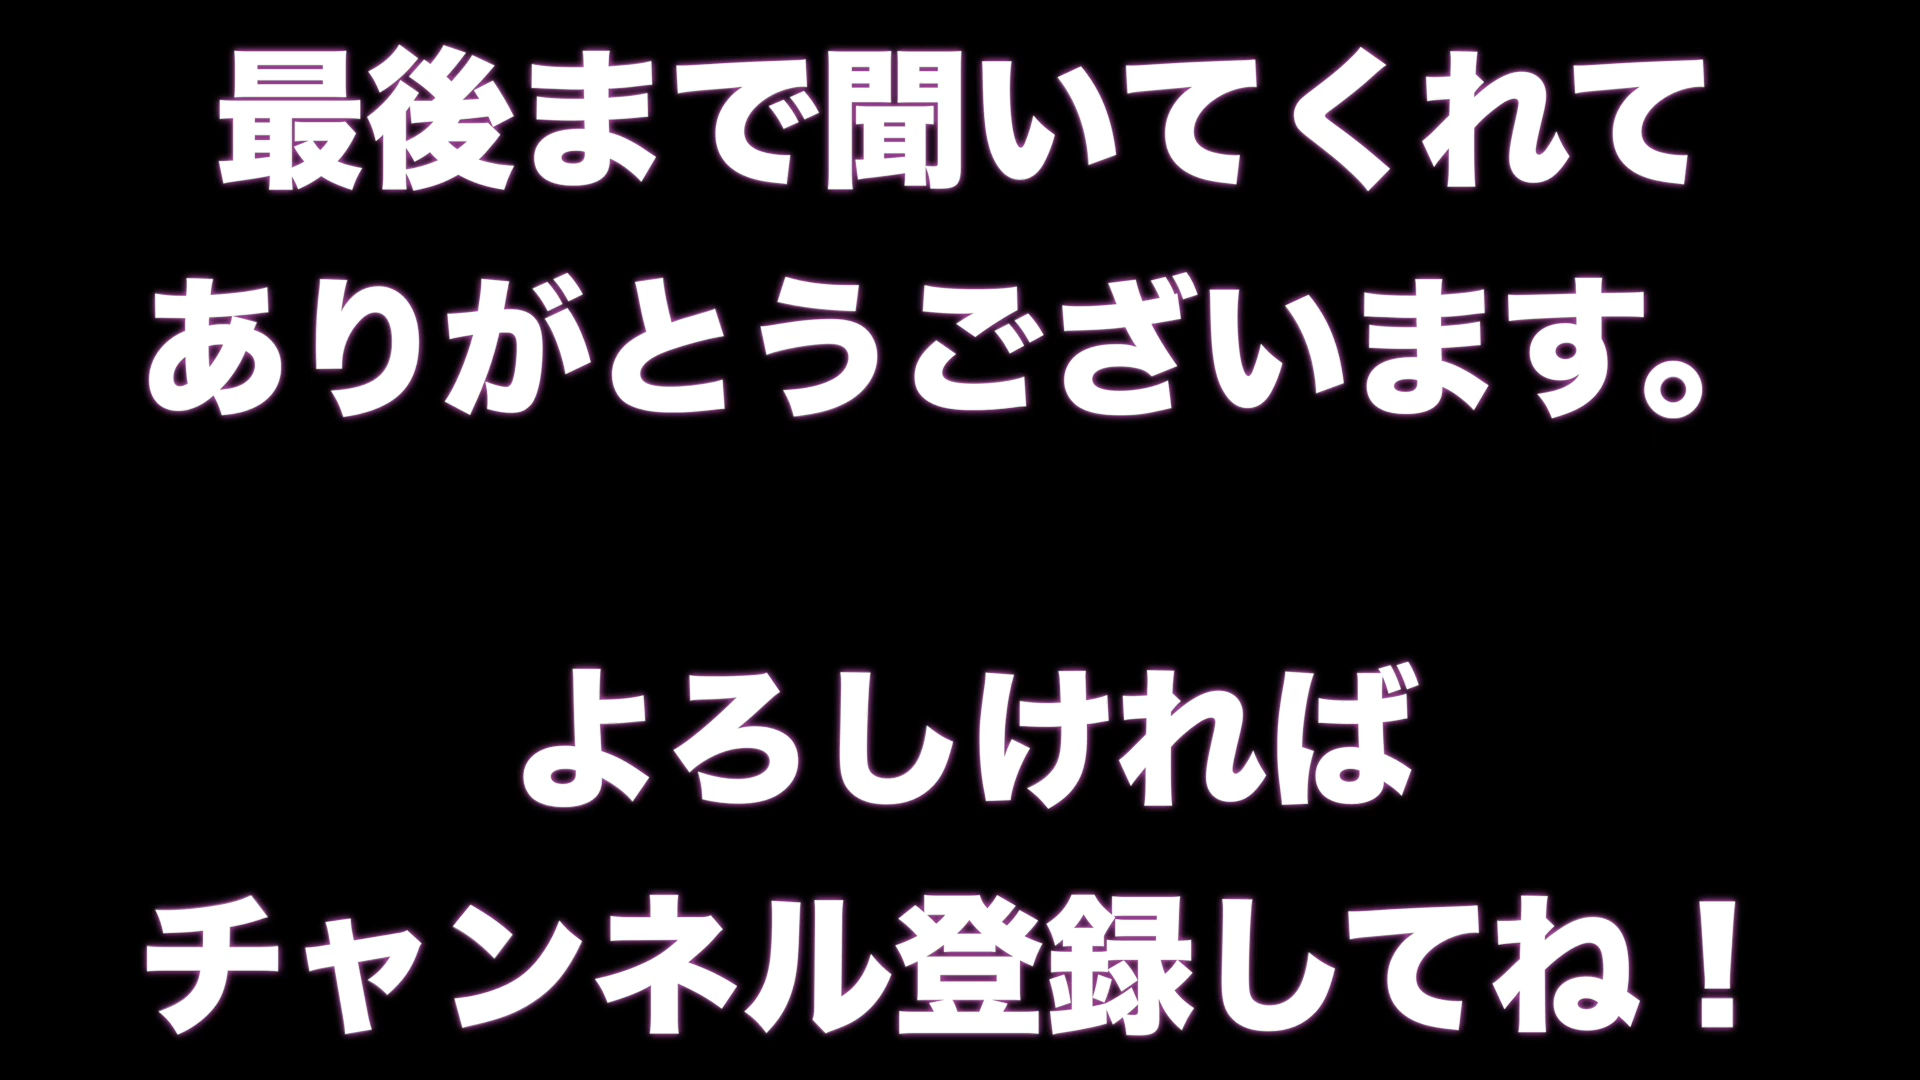 最後まで聞いてくれて
ありがとうございます。
よろしければ
チャンネル登録してね！